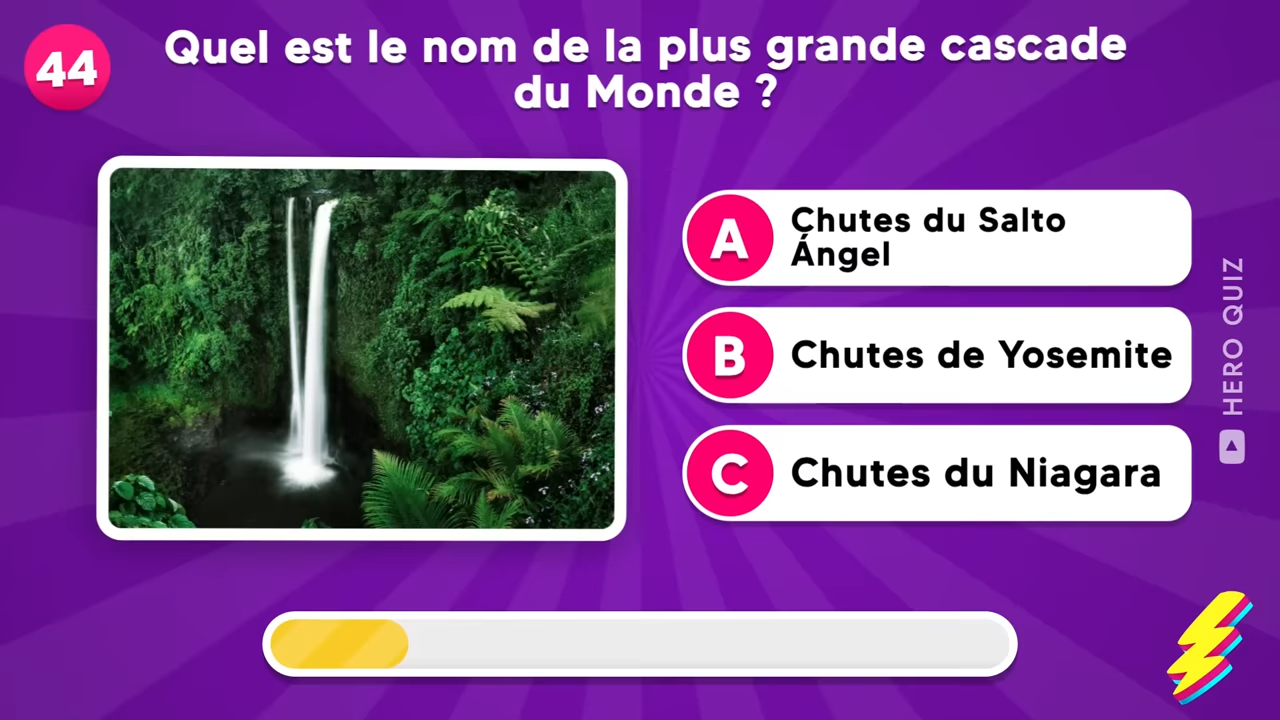 44
Quel est le nom de la plus grande cascade
du Monde ?
A
Chutes du Salto
Ángel
B
Chutes de Yosemite
C
Chutes du Niagara
HERO QUIZ